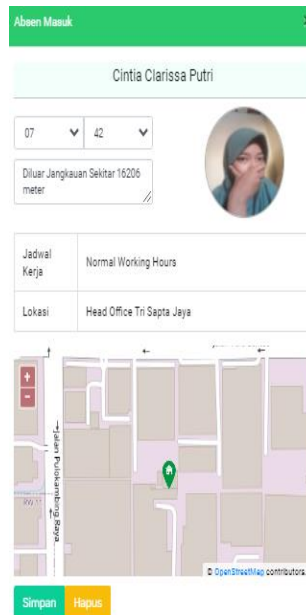 Absen Masuk
Cintia Clarissa Putri
07 42
Diluar Jangkauan Sekitar 16206
meter
Jadwal
Kerja
Normal Working Hours
Lokasi
Head Office Tri Sapta Jaya
+
-
Jalan Pulokambing Raya
© OpenStreetMap contributors.
Simpan Hapus